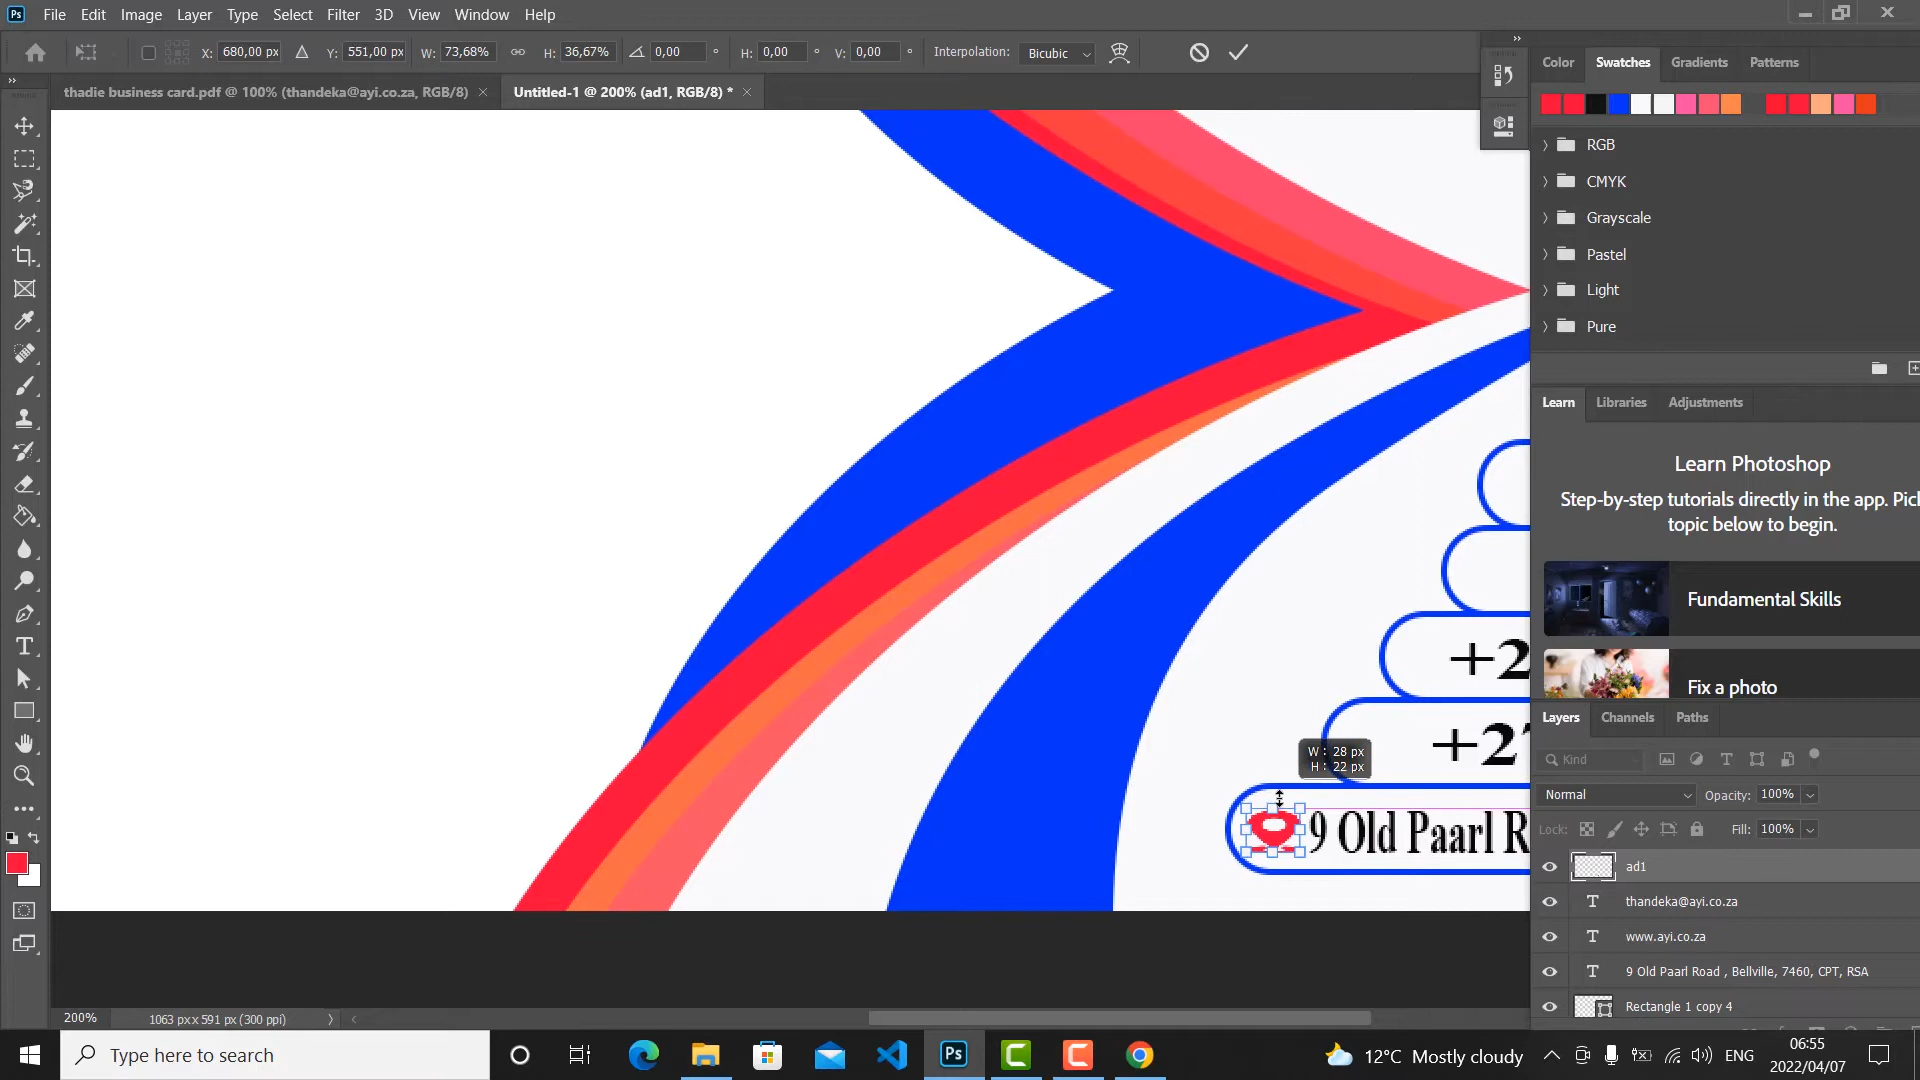 File Edit Image Layer Type Select Filter 3D View Window Help
X: 680,00 px Y: 551,00 px W: 73,68% H: 36,67% 0,00 ° H: 0,00 ° V: 0,00 ° Interpolation: Bicubic
thadie business card.pdf @ 100% (thandeka@ayi.co.za, RGB/8) × Untitled-1 @ 200% (ad1, RGB/8) * ×
Color Swatches Gradients Patterns
RGB
CMYK
Grayscale
Pastel
Light
Pure
Learn Libraries Adjustments
Learn Photoshop
Step-by-step tutorials directly in the app. Pick
topic below to begin.
Fundamental Skills
Fix a photo
Layers Channels Paths
Kind
Normal Opacity: 100%
Lock: Fill: 100%
ad1
thandeka@ayi.co.za
www.ayi.co.za
9 Old Paarl Road , Bellville, 7460, CPT, RSA
Rectangle 1 copy 4
+2
+27
W : 28 px
H : 22 px
9 Old Paarl R
200% 1063 px x 591 px (300 ppi)
Type here to search
12°C Mostly cloudy
ENG
06:55
2022/04/07